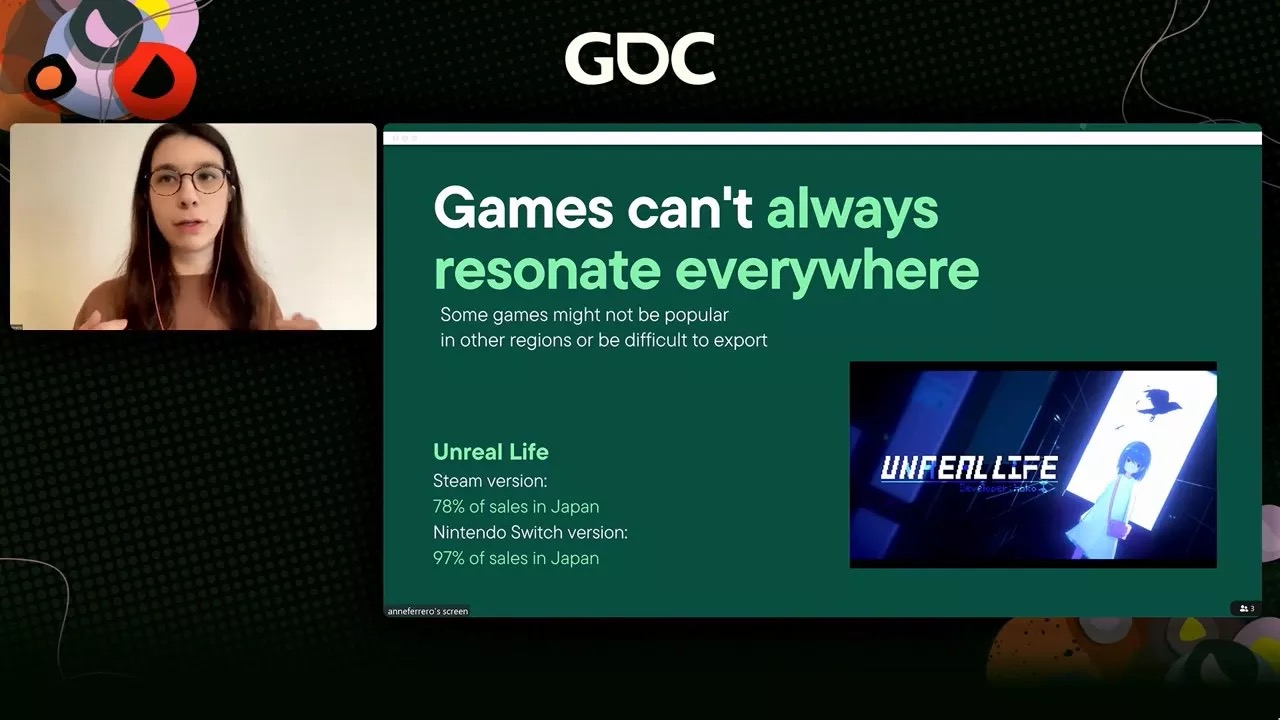 GDC
Games can't always
resonate everywhere
Some games might not be popular
in other regions or be difficult to export
Unreal Life
Steam version:
78% of sales in Japan
Nintendo Switch version:
97% of sales in Japan
UNREAL LIFE
Developer:hako
anneferrero's screen
3